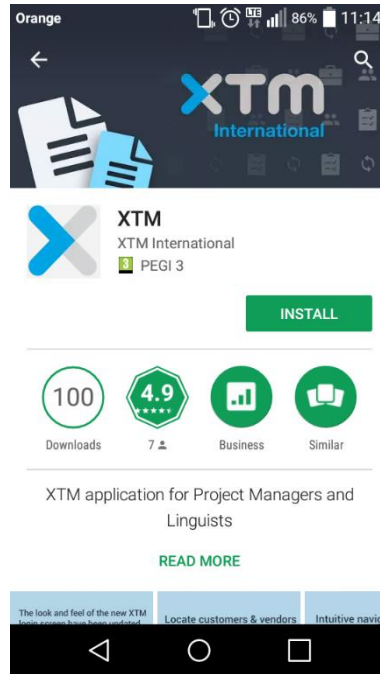 Orange
LTE 86% 11:14
XTM
International
XTM
XTM International
3 PEGI 3
INSTALL
100
4.9
Downloads
7
Business
Similar
XTM application for Project Managers and
Linguists
READ MORE
The look and feel of the new XTM
login screen have been updated
Locate customers & vendors
Intuitive navi